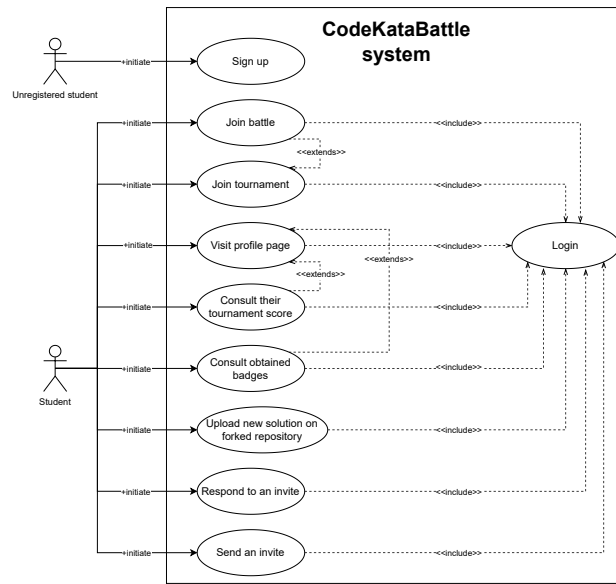 CodeKataBattle
system
+initiate
Sign up
Unregistered student
+initiate
Join battle
<<include>>
<<extends>>
+initiate
Join tournament
<<include>>
+initiate
Visit profile page
<<include>>
Login
<<extends>>
<<extends>>
+initiate
Consult their
tournament score
<<include>>
+initiate
Consult obtained
badges
<<include>>
Student
+initiate
Upload new solution on
forked repository
<<include>>
+initiate
Respond to an invite
<<include>>
+initiate
Send an invite
<<include>>